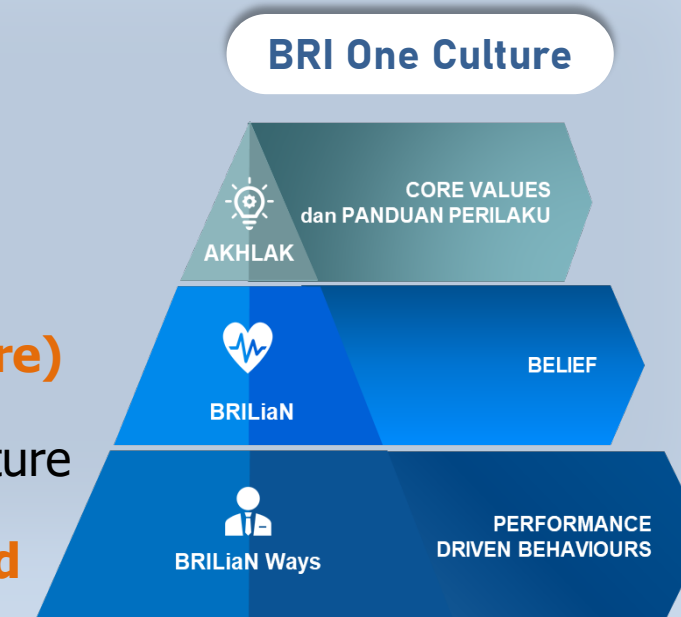 BRI One Culture
CORE VALUES
dan PANDUAN PERILAKU
AKHLAK
re)
BELIEF
BRILiaN
ture
PERFORMANCE
DRIVEN BEHAVIOURS
d
BRILiaN Ways